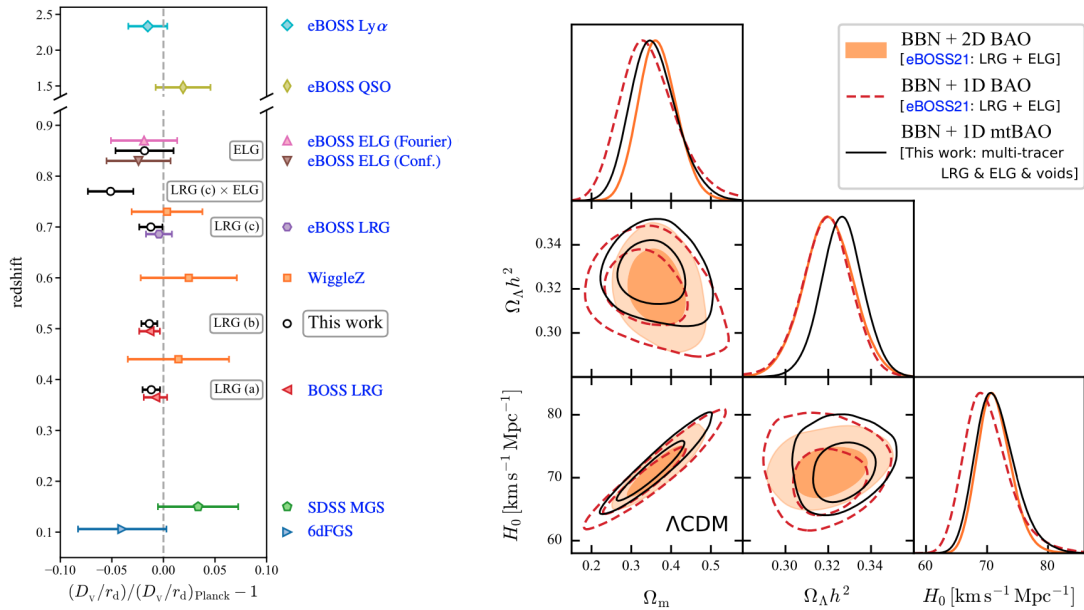 2.5
1.5
0.9
0.8
0.7
0.6
0.5
0.4
0.3
0.2
0.1
redshift
−0.10
−0.05
0.00
0.05
0.10
(D_v/r_d)/(D_v/r_d)_Planck − 1
ELG
LRG (c) × ELG
LRG (c)
LRG (b)
LRG (a)
eBOSS Lyα
eBOSS QSO
eBOSS ELG (Fourier)
eBOSS ELG (Conf.)
eBOSS LRG
WiggleZ
This work
BOSS LRG
SDSS MGS
6dFGS
BBN + 2D BAO
[eBOSS21: LRG + ELG]
BBN + 1D BAO
[eBOSS21: LRG + ELG]
BBN + 1D mtBAO
[This work: multi-tracer
LRG & ELG & voids]
0.34
0.32
0.30
Ω_Λh²
80
70
60
H₀ [km s⁻¹ Mpc⁻¹]
ΛCDM
0.2
0.3
0.4
0.5
Ω_m
0.30
0.32
0.34
Ω_Λh²
60
70
80
H₀ [km s⁻¹ Mpc⁻¹]